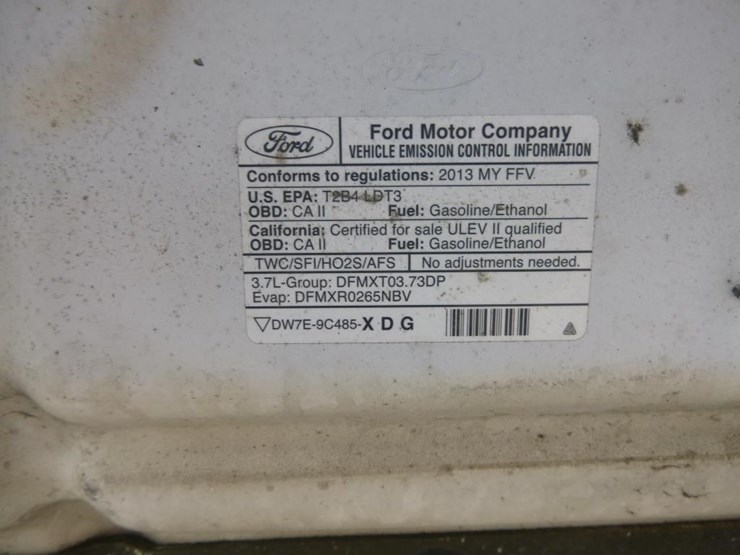 Ford
Ford Motor Company
VEHICLE EMISSION CONTROL INFORMATION
Conforms to regulations: 2013 MY FFV
U.S. EPA: T2B4 LDT3
OBD: CA II Fuel: Gasoline/Ethanol
California: Certified for sale ULEV II qualified
OBD: CA II Fuel: Gasoline/Ethanol
TWC/SFI/HO2S/AFS No adjustments needed.
3.7L-Group: DFMXT03.73DP
Evap: DFMXR0265NBV
DW7E-9C485-X D G